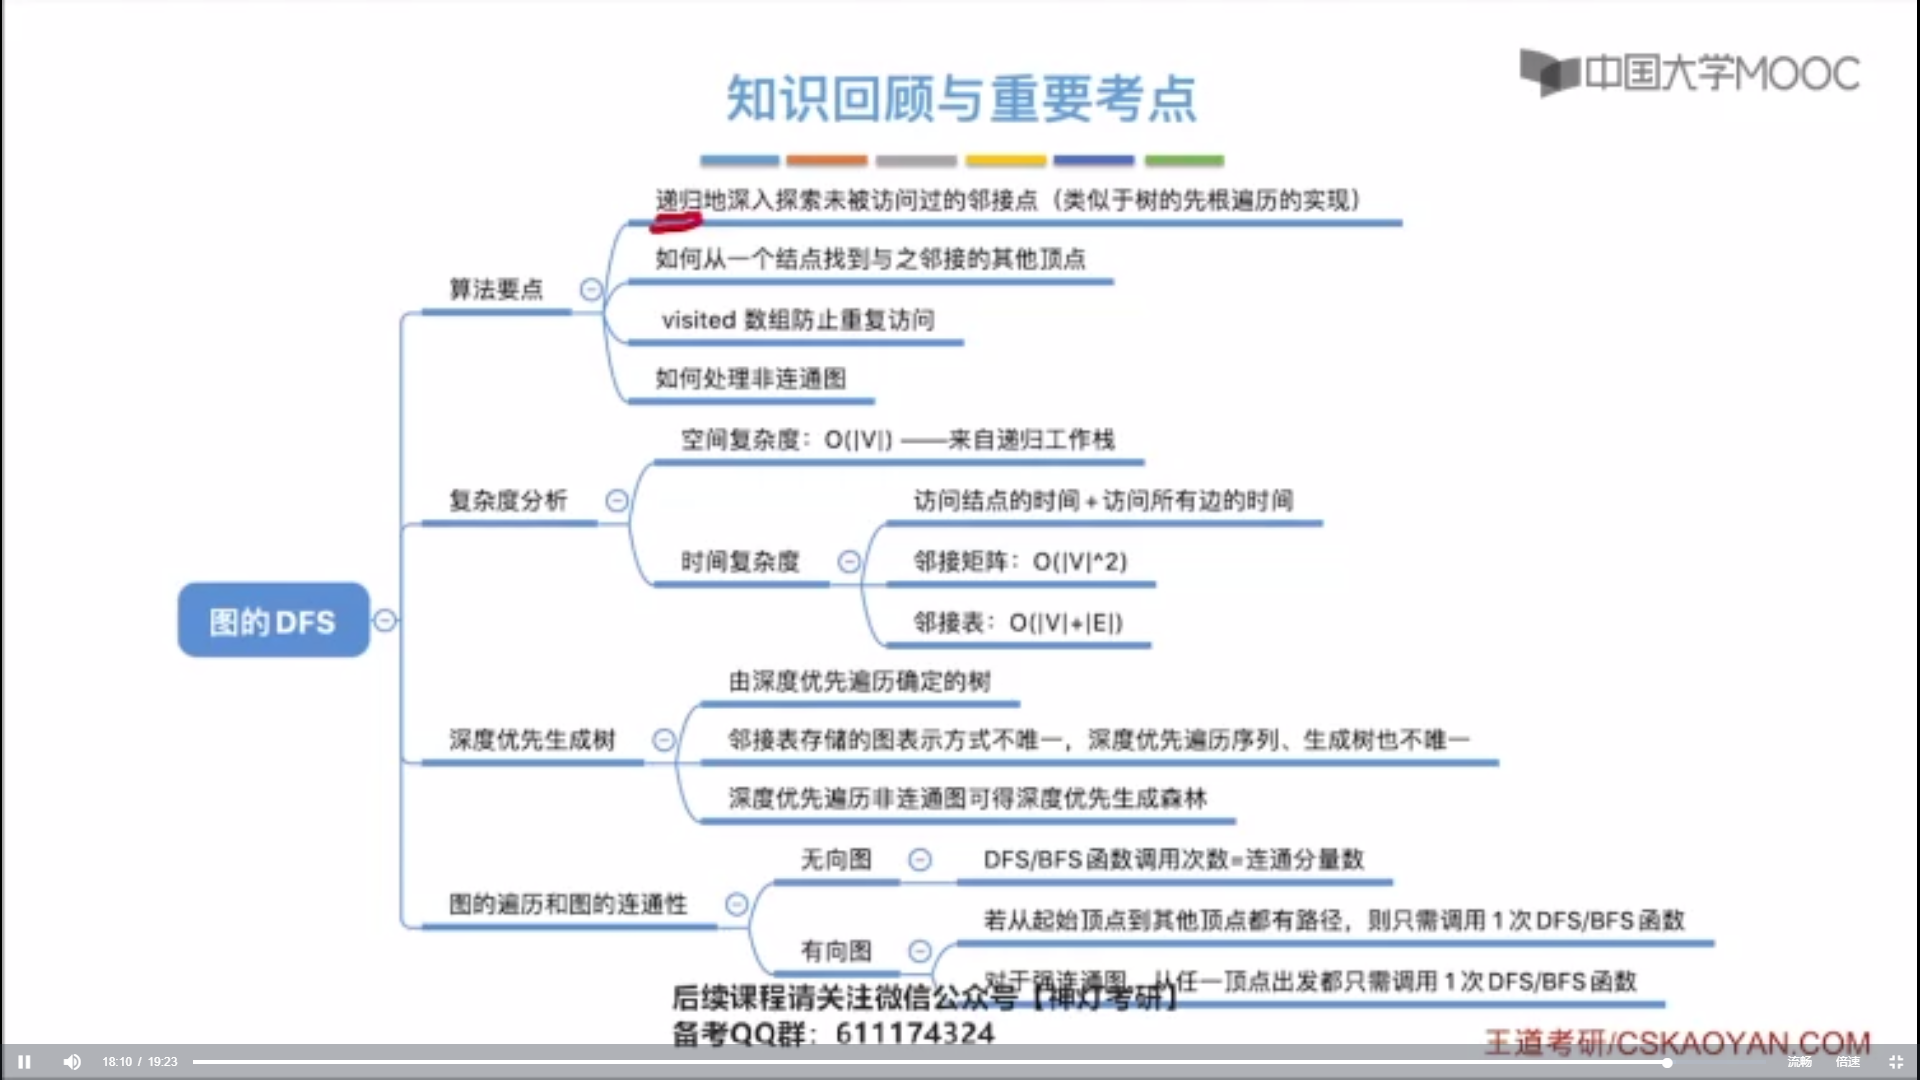 中国大学MOOC
知识回顾与重要考点
递归地深入探索未被访问过的邻接点（类似于树的先根遍历的实现）
如何从一个结点找到与之邻接的其他顶点
算法要点
visited 数组防止重复访问
如何处理非连通图
空间复杂度：O(|V|) ——来自递归工作栈
复杂度分析
访问结点的时间 + 访问所有边的时间
时间复杂度
邻接矩阵：O(|V|^2)
邻接表：O(|V|+|E|)
图的 DFS
由深度优先遍历确定的树
深度优先生成树
邻接表存储的图表示方式不唯一，深度优先遍历序列、生成树也不唯一
深度优先遍历非连通图可得深度优先生成森林
无向图
DFS/BFS 函数调用次数=连通分量数
图的遍历和图的连通性
若从起始顶点到其他顶点都有路径，则只需调用 1 次 DFS/BFS 函数
有向图
对于强连通图，从任一顶点出发都只需调用 1 次 DFS/BFS 函数
后续课程请关注微信公众号【神灯考研】
备考QQ群：611174324
王道考研/CSKAOYAN.COM
18:10 / 19:23
流畅
倍速